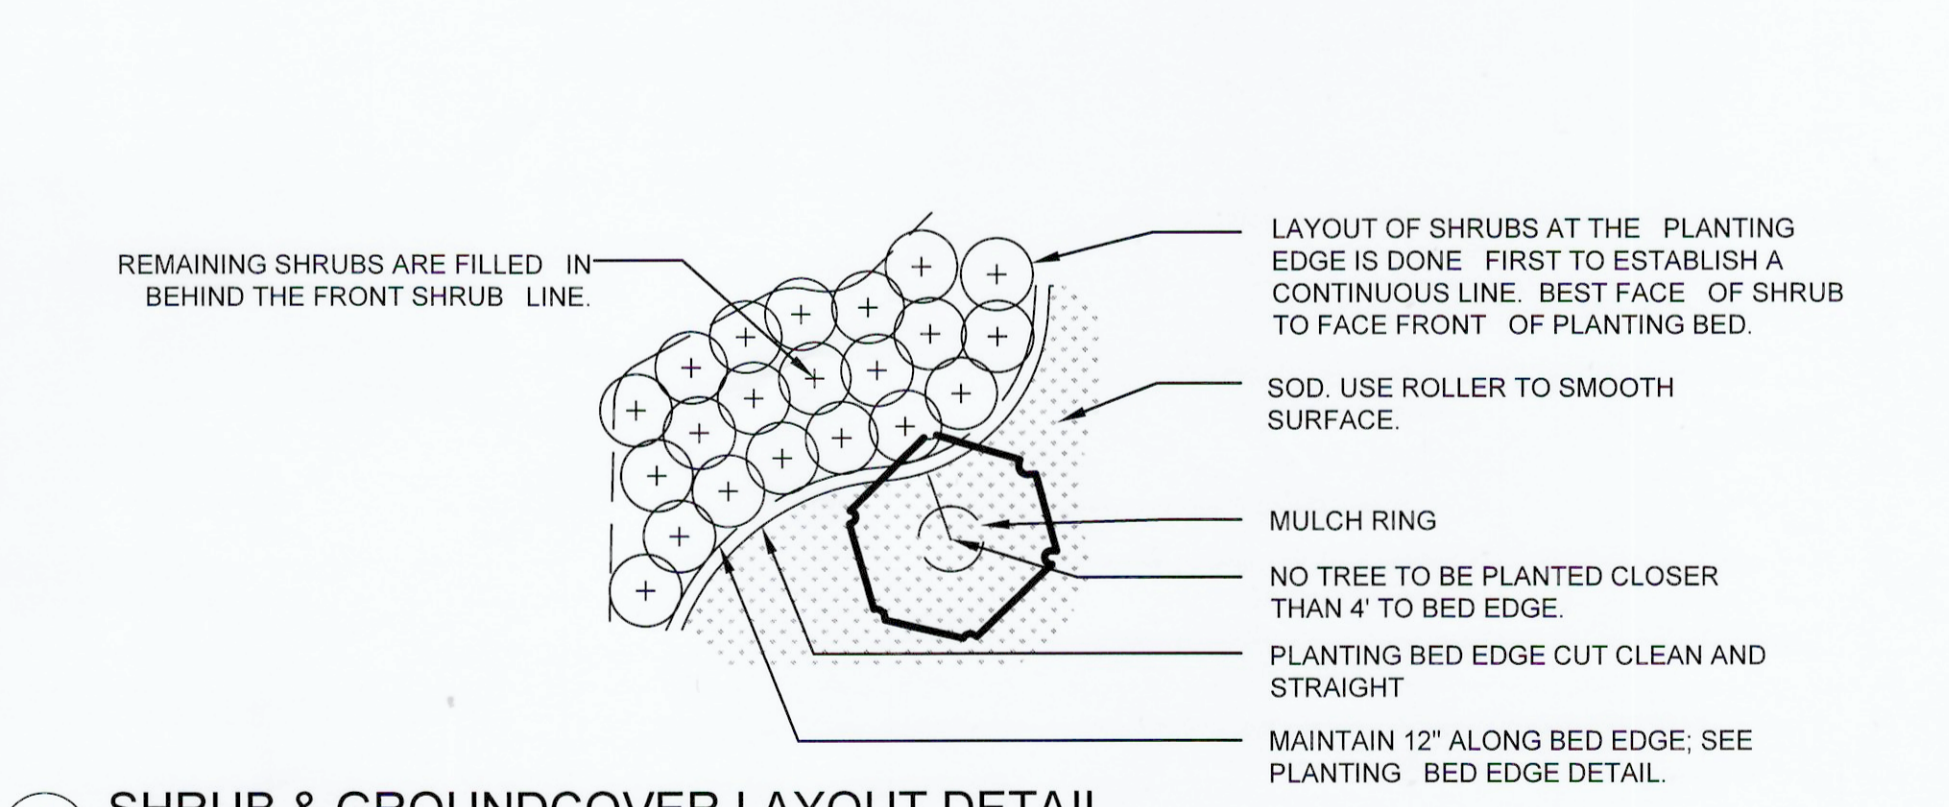 REMAINING SHRUBS ARE FILLED IN
BEHIND THE FRONT SHRUB LINE.
LAYOUT OF SHRUBS AT THE PLANTING
EDGE IS DONE FIRST TO ESTABLISH A
CONTINUOUS LINE. BEST FACE OF SHRUB
TO FACE FRONT OF PLANTING BED.
SOD. USE ROLLER TO SMOOTH
SURFACE.
MULCH RING
NO TREE TO BE PLANTED CLOSER
THAN 4' TO BED EDGE.
PLANTING BED EDGE CUT CLEAN AND
STRAIGHT
MAINTAIN 12" ALONG BED EDGE; SEE
PLANTING BED EDGE DETAIL.
SHRUB & GROUNDCOVER LAYOUT DETAIL